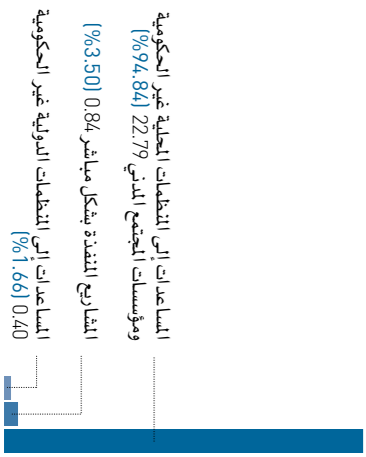 المساعدات إلى المنظمات المحلية غير الحكومية
ومؤسسات المجتمع المدني 22.79 (%94.84)
المشاريع المنفذة بشكل مباشر 0.84 (%3.50)
المساعدات إلى المنظمات الدولية غير الحكومية
0.40 (%1.66)